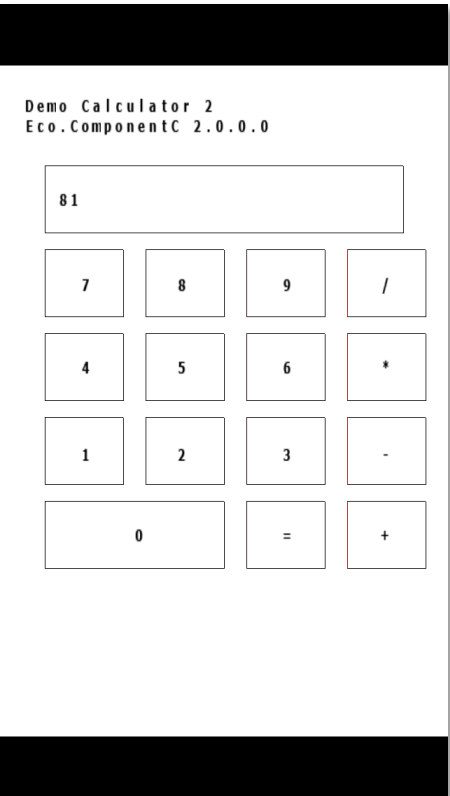 Demo Calculator 2
Eco.ComponentC 2.0.0.0
81
7 8 9 /
4 5 6 *
1 2 3 -
0 = +